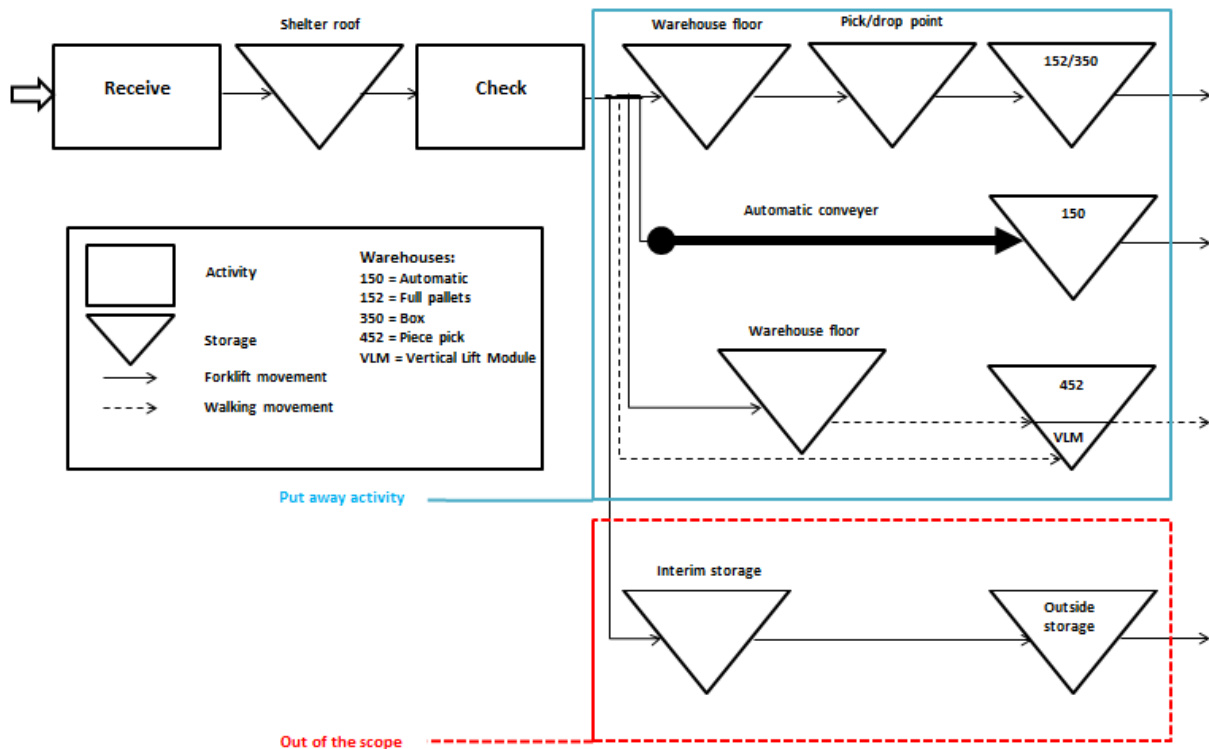 Shelter roof
Warehouse floor
Pick/drop point
Receive
Check
152/350
Automatic conveyer
150
Activity
Storage
Forklift movement
Walking movement
Warehouses:
150 = Automatic
152 = Full pallets
350 = Box
452 = Piece pick
VLM = Vertical Lift Module
Warehouse floor
452
VLM
Put away activity
Interim storage
Outside
storage
Out of the scope